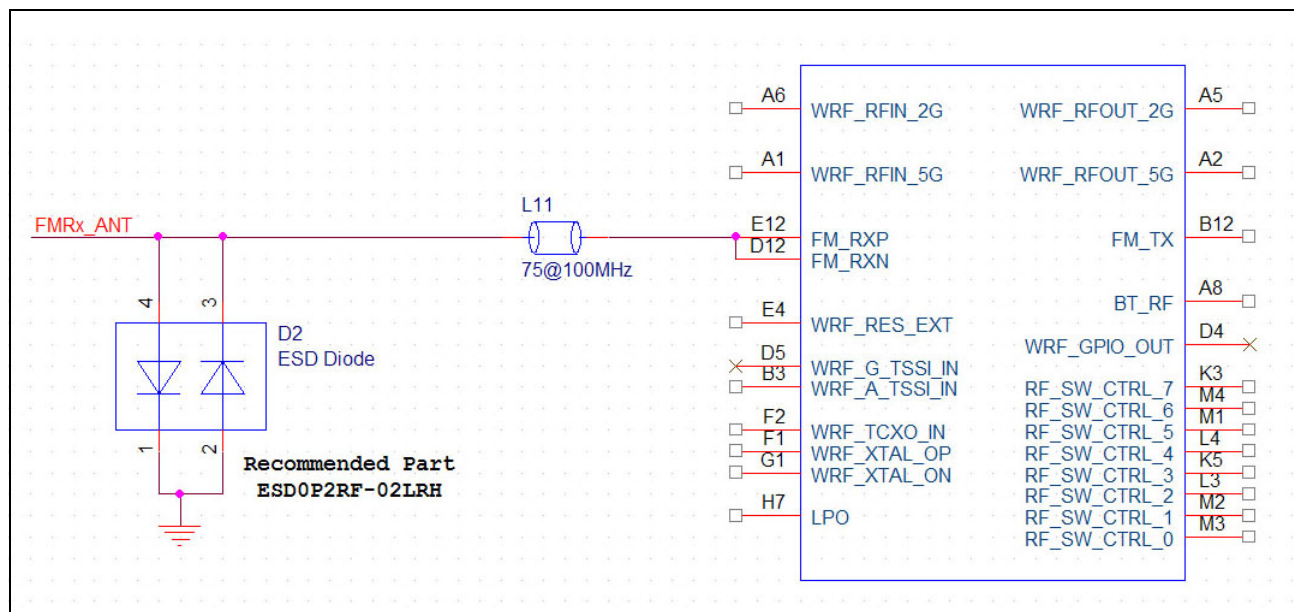 A6 WRF_RFIN_2G WRF_RFOUT_2G A5
A1 WRF_RFIN_5G WRF_RFOUT_5G A2
L11
FMRx_ANT E12 FM_RXP FM_TX B12
D12 FM_RXN
75@100MHz
4 3 A8
BT_RF
E4 WRF_RES_EXT
D2 D4
ESD Diode WRF_GPIO_OUT
D5 WRF_G_TSSI_IN
B3 WRF_A_TSSI_IN RF_SW_CTRL_7 K3
RF_SW_CTRL_6 M4
F2 WRF_TCXO_IN RF_SW_CTRL_5 M1
1 2 F1 WRF_XTAL_OP RF_SW_CTRL_4 L4
Recommended Part G1 WRF_XTAL_ON RF_SW_CTRL_3 K5
ESD0P2RF-02LRH RF_SW_CTRL_2 L3
H7 LPO RF_SW_CTRL_1 M2
RF_SW_CTRL_0 M3